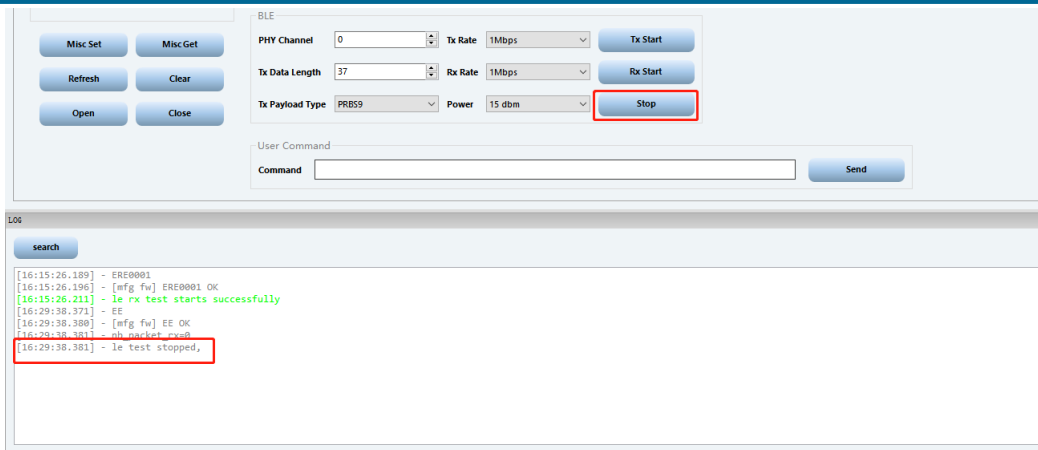 BLE
Misc Set Misc Get PHY Channel 0 Tx Rate 1Mbps Tx Start
Refresh Clear Tx Data Length 37 Rx Rate 1Mbps Rx Start
Open Close Tx Payload Type PRBS9 Power 15 dbm Stop
User Command
Command Send
LOG
search
[16:15:26.189] - ERE0001
[16:15:26.196] - [mfg fw] ERE0001 OK
[16:15:26.211] - le rx test starts successfully
[16:29:38.371] - EE
[16:29:38.380] - [mfg fw] EE OK
[16:29:38.381] - nb_packet_rx=0
[16:29:38.381] - le test stopped,